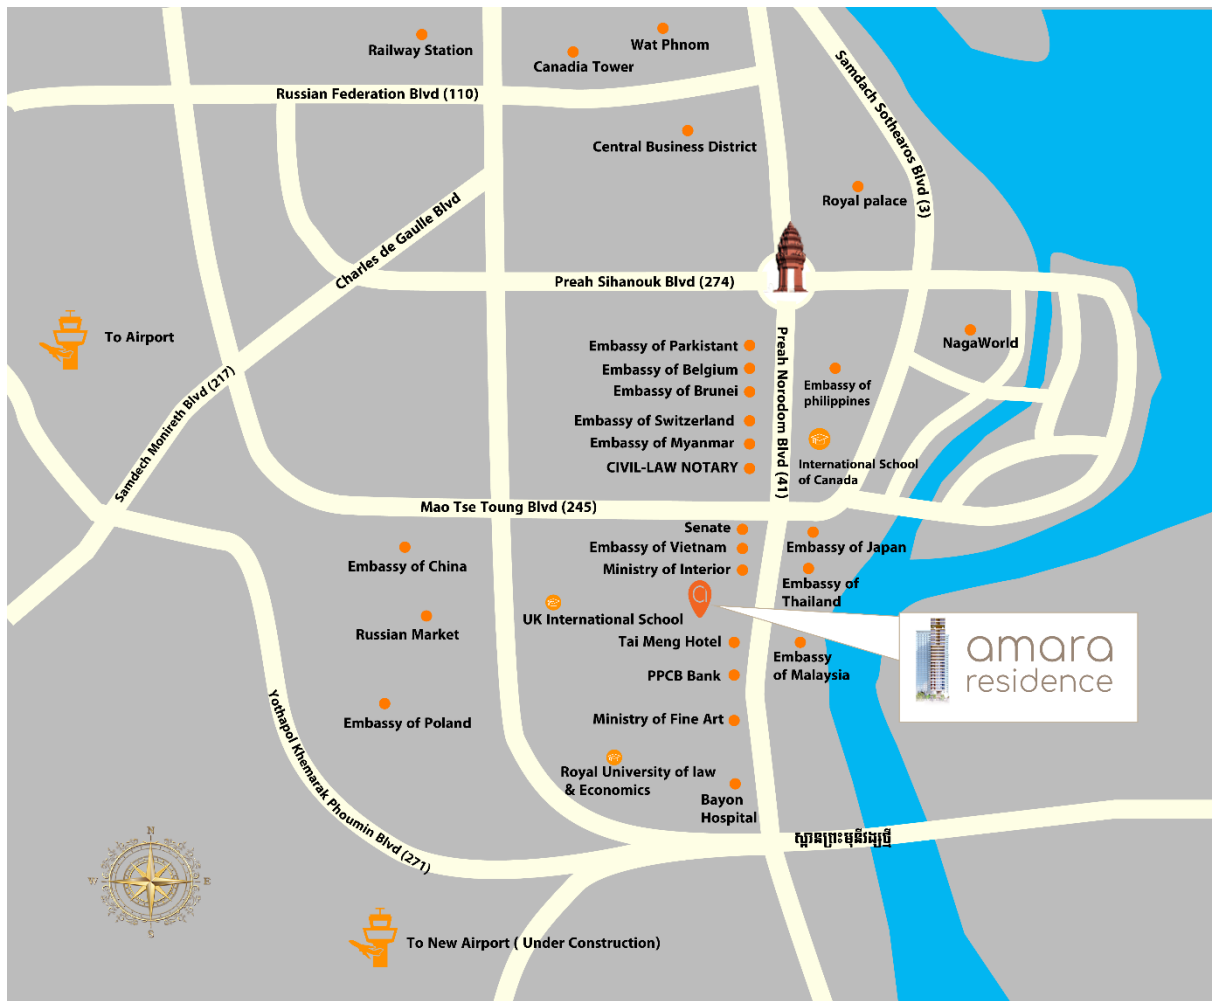 Railway Station
Wat Phnom
Canadia Tower
Russian Federation Blvd (110)
Samdach Sothearos Blvd (3)
Central Business District
Royal palace
Charles de Gaulle Blvd
Preah Sihanouk Blvd (274)
To Airport
NagaWorld
Embassy of Parkistant
Embassy of Belgium
Embassy of Brunei
Embassy of Switzerland
Embassy of Myanmar
CIVIL-LAW NOTARY
Preah Norodom Blvd (41)
Embassy of
philippines
International School
of Canada
Samdech Monireth Blvd (217)
Mao Tse Toung Blvd (245)
Senate
Embassy of Vietnam
Ministry of Interior
Embassy of Japan
Embassy of
Thailand
Embassy of China
Russian Market
Embassy of Poland
a
UK International School
Tai Meng Hotel
PPCB Bank
Ministry of Fine Art
Embassy
of Malaysia
amara
residence
Yothapol Khemarak Phoumin Blvd (271)
Royal University of law
& Economics
Bayon
Hospital
ស្ពានព្រះមុនីវង្សថ្មី
N
W
E
S
To New Airport ( Under Construction)